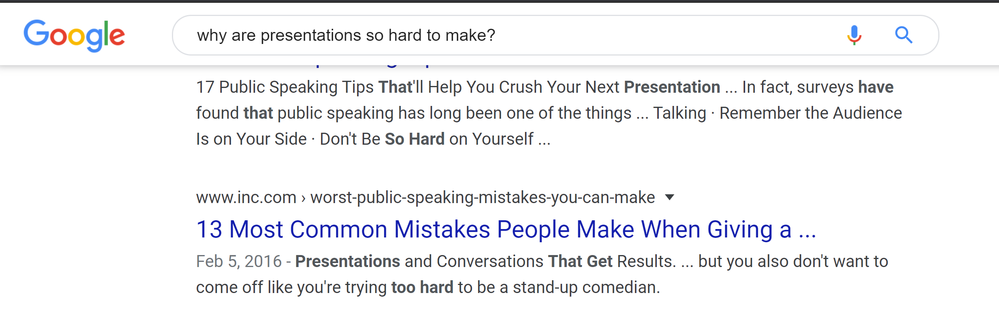 Google
why are presentations so hard to make?
17 Public Speaking Tips That'll Help You Crush Your Next Presentation ... In fact, surveys have
found that public speaking has long been one of the things ... Talking · Remember the Audience
Is on Your Side · Don't Be So Hard on Yourself ...
www.inc.com › worst-public-speaking-mistakes-you-can-make
13 Most Common Mistakes People Make When Giving a ...
Feb 5, 2016 - Presentations and Conversations That Get Results. ... but you also don't want to
come off like you're trying too hard to be a stand-up comedian.